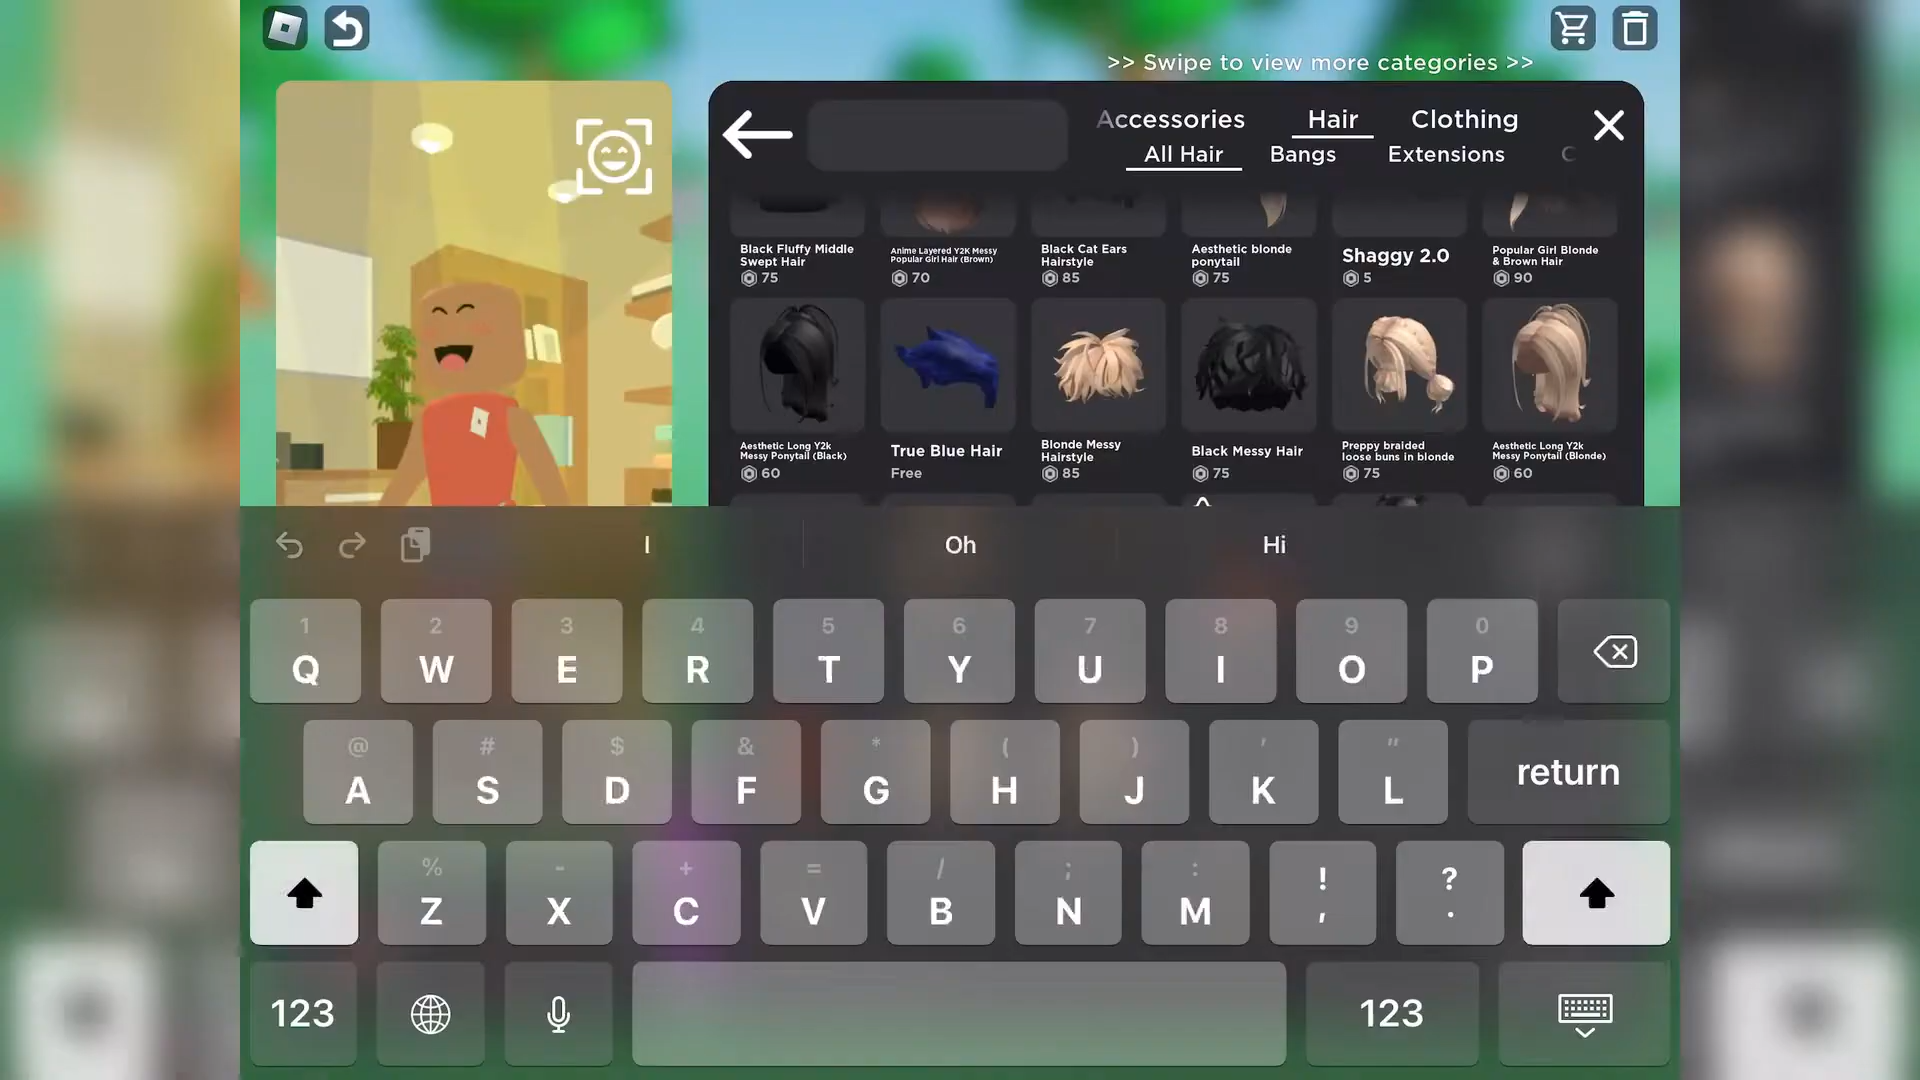 >> Swipe to view more categories >>
Accessories Hair Clothing
All Hair Bangs Extensions C
Black Fluffy Middle
Swept Hair
75
Anime Layered Y2K Messy
Popular Girl Hair (Brown)
70
Black Cat Ears
Hairstyle
85
Aesthetic blonde
ponytail
75
Shaggy 2.0
5
Popular Girl Blonde
& Brown Hair
90
Aesthetic Long Y2k
Messy Ponytail (Black)
60
True Blue Hair
Free
Blonde Messy
Hairstyle
85
Black Messy Hair
75
Preppy braided
loose buns in blonde
75
Aesthetic Long Y2k
Messy Ponytail (Blonde)
60
I Oh Hi
1 2 3 4 5 6 7 8 9 0
Q W E R T Y U I O P
@ # $ & * ( ) ' "
A S D F G H J K L return
% - + = / ; : ! ?
Z X C V B N M , .
123 123